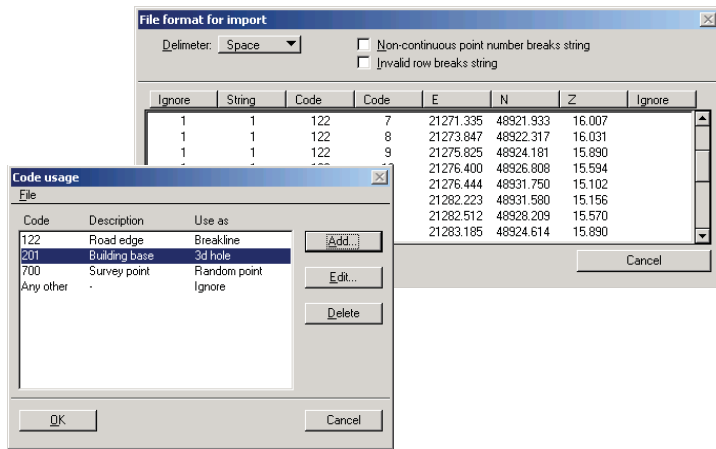 File format for import
Delimeter: Space
Non-continuous point number breaks string
Invalid row breaks string
Ignore String Code Code E N Z Ignore
1 1 122 7 21271.335 48921.933 16.007
1 1 122 8 21273.847 48922.317 16.031
1 1 122 9 21275.825 48924.181 15.890
21276.400 48926.808 15.594
21276.444 48931.750 15.102
21282.223 48931.580 15.156
21282.512 48928.209 15.570
21283.185 48924.614 15.890
Cancel
Code usage
File
Code Description Use as
122 Road edge Breakline
201 Building base 3d hole
700 Survey point Random point
Any other - Ignore
Add...
Edit...
Delete
OK
Cancel